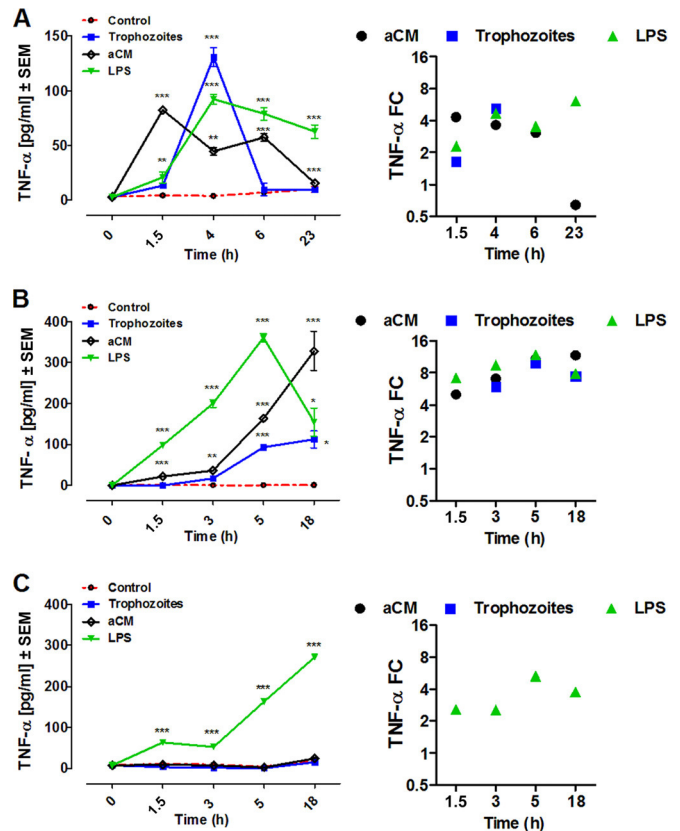 A
Control
Trophozoites
aCM
LPS
TNF-α [pg/ml] ± SEM
150
100
50
0
***
***
***
***
***
**
**
***
***
0
1.5
4
6
23
Time (h)
aCM
Trophozoites
LPS
TNF-α FC
16
8
4
2
1
0.5
1.5
4
6
23
Time (h)
B
Control
Trophozoites
aCM
LPS
TNF- α [pg/ml] ± SEM
400
300
200
100
0
***
***
***
*
***
***
***
**
***
*
0
1.5
3
5
18
Time (h)
aCM
Trophozoites
LPS
TNF-α FC
16
8
4
2
1
0.5
1.5
3
5
18
Time (h)
C
Control
Trophozoites
aCM
LPS
TNF-α [pg/ml] ± SEM
400
300
200
100
0
***
***
***
***
0
1.5
3
5
18
Time (h)
aCM
Trophozoites
LPS
TNF-α FC
16
8
4
2
1
0.5
1.5
3
5
18
Time (h)